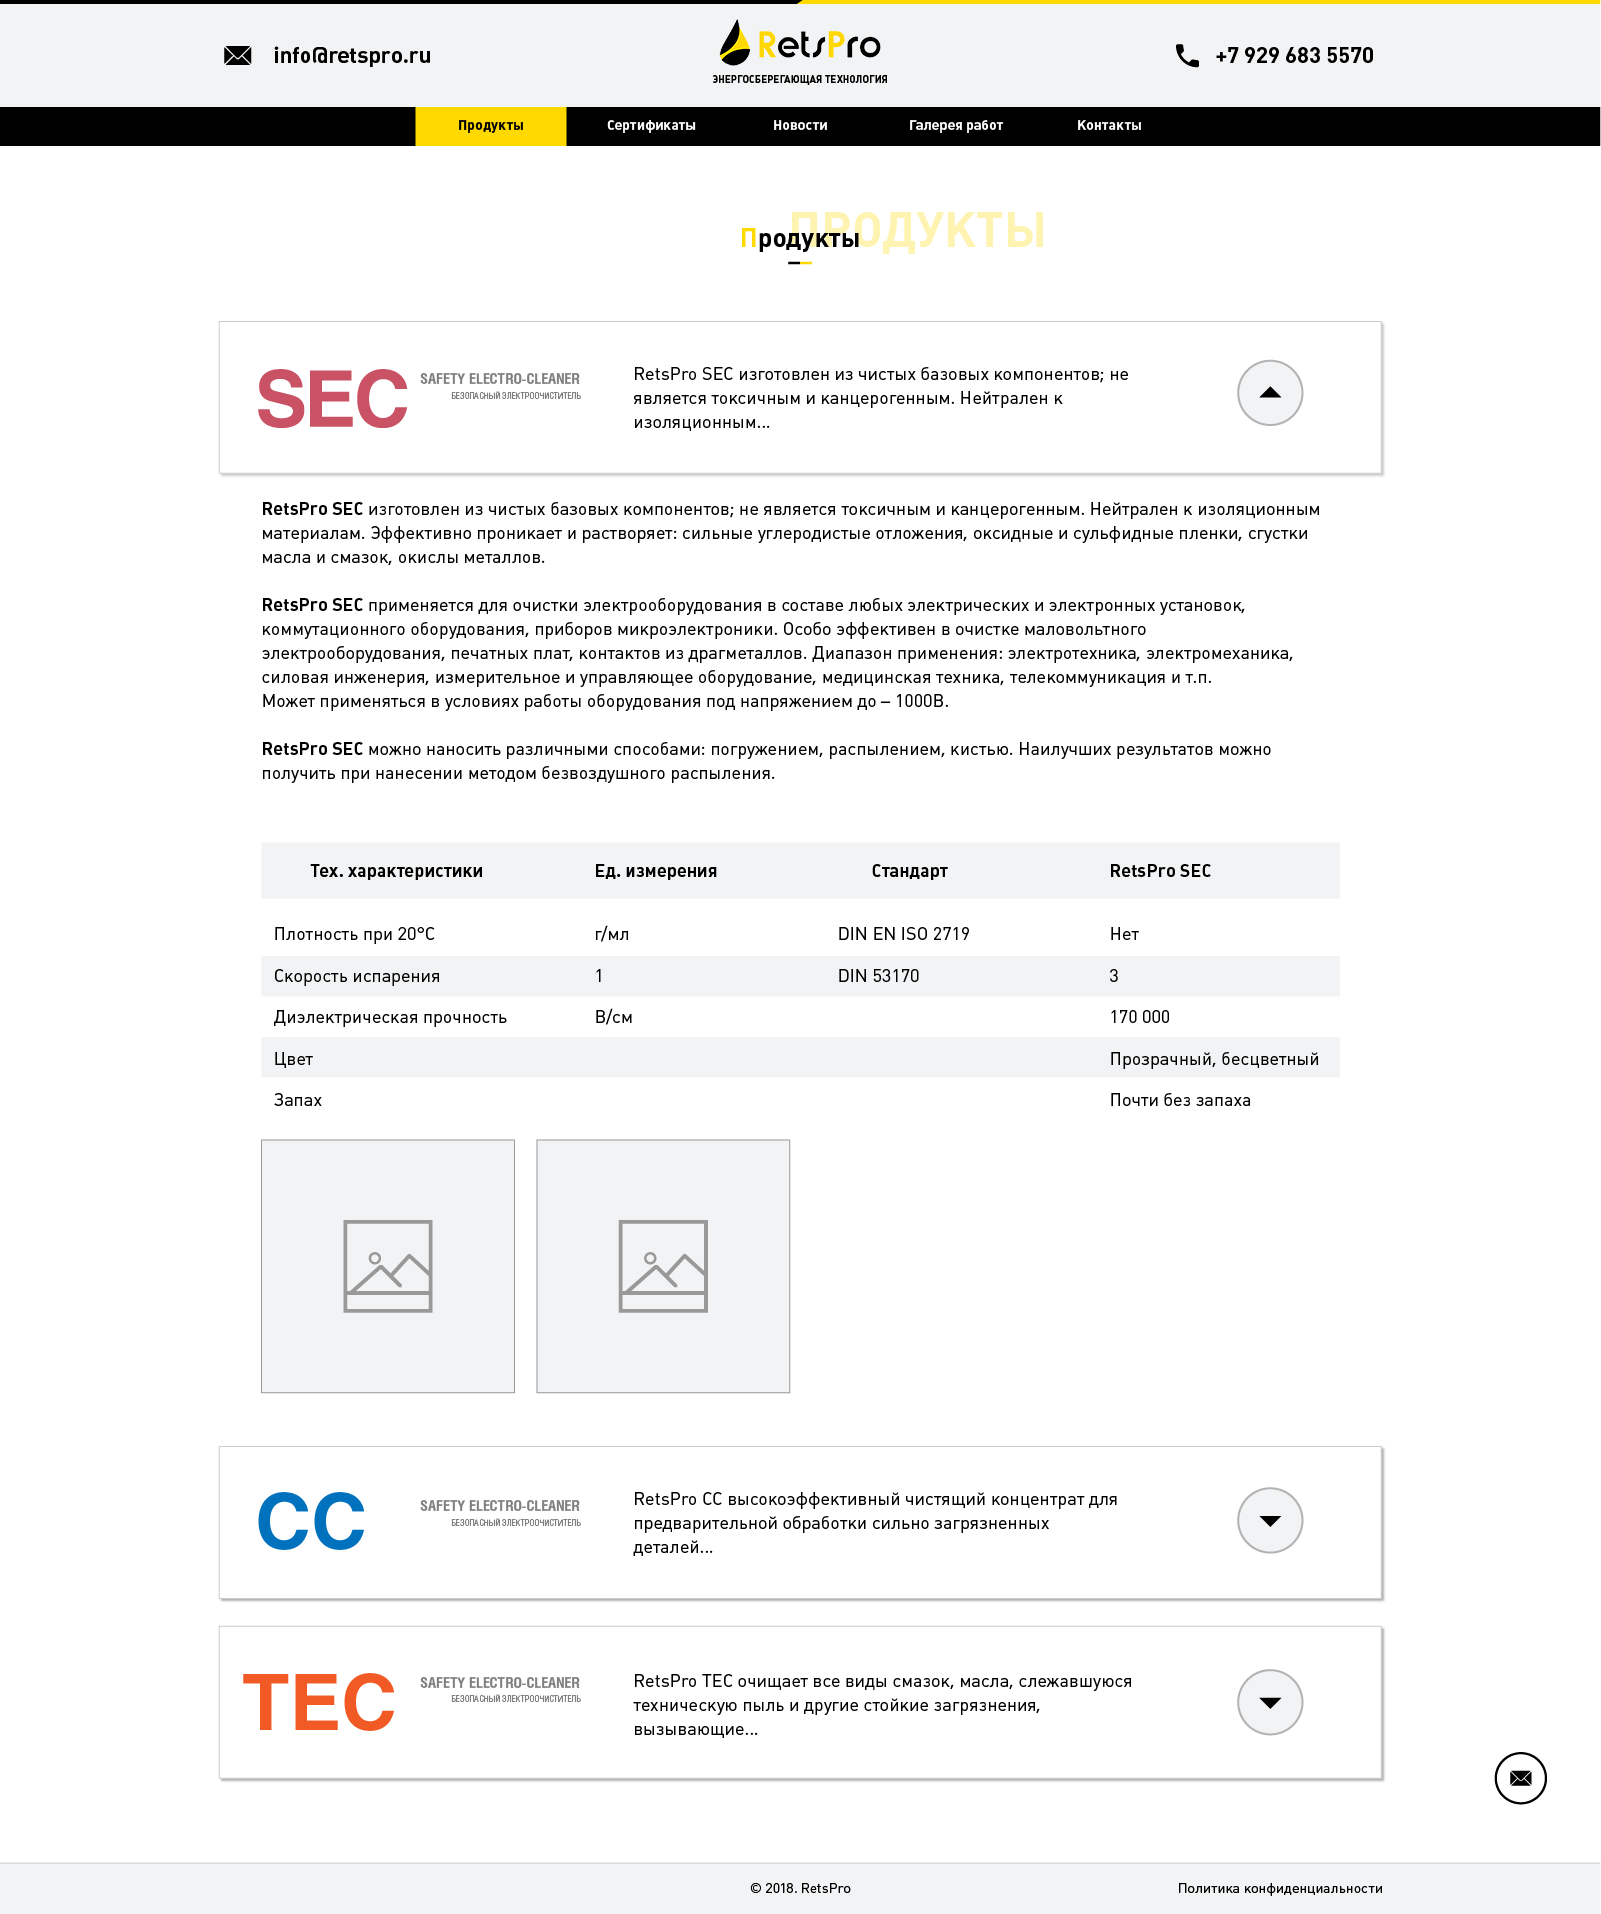 info@retspro.ru
RetsPro
ЭНЕРГОСБЕРЕГАЮЩАЯ ТЕХНОЛОГИЯ
+7 929 683 5570
Продукты Сертификаты Новости Галерея работ Контакты
ПРОДУКТЫ
Продукты
SEC
SAFETY ELECTRO-CLEANER
БЕЗОПАСНЫЙ ЭЛЕКТРООЧИСТИТЕЛЬ
RetsPro SEC изготовлен из чистых базовых компонентов; не
является токсичным и канцерогенным. Нейтрален к
изоляционным...
RetsPro SEC изготовлен из чистых базовых компонентов; не является токсичным и канцерогенным. Нейтрален к изоляционным
материалам. Эффективно проникает и растворяет: сильные углеродистые отложения, оксидные и сульфидные пленки, сгустки
масла и смазок, окислы металлов.
RetsPro SEC применяется для очистки электрооборудования в составе любых электрических и электронных установок,
коммутационного оборудования, приборов микроэлектроники. Особо эффективен в очистке маловольтного
электрооборудования, печатных плат, контактов из драгметаллов. Диапазон применения: электротехника, электромеханика,
силовая инженерия, измерительное и управляющее оборудование, медицинская техника, телекоммуникация и т.п.
Может применяться в условиях работы оборудования под напряжением до – 1000В.
RetsPro SEC можно наносить различными способами: погружением, распылением, кистью. Наилучших результатов можно
получить при нанесении методом безвоздушного распыления.
Тех. характеристики Ед. измерения Стандарт RetsPro SEC
Плотность при 20°C г/мл DIN EN ISO 2719 Нет
Скорость испарения 1 DIN 53170 3
Диэлектрическая прочность В/см 170 000
Цвет Прозрачный, бесцветный
Запах Почти без запаха
CC
SAFETY ELECTRO-CLEANER
БЕЗОПАСНЫЙ ЭЛЕКТРООЧИСТИТЕЛЬ
RetsPro CC высокоэффективный чистящий концентрат для
предварительной обработки сильно загрязненных
деталей...
TEC
SAFETY ELECTRO-CLEANER
БЕЗОПАСНЫЙ ЭЛЕКТРООЧИСТИТЕЛЬ
RetsPro TEC очищает все виды смазок, масла, слежавшуюся
техническую пыль и другие стойкие загрязнения,
вызывающие...
© 2018. RetsPro
Политика конфиденциальности